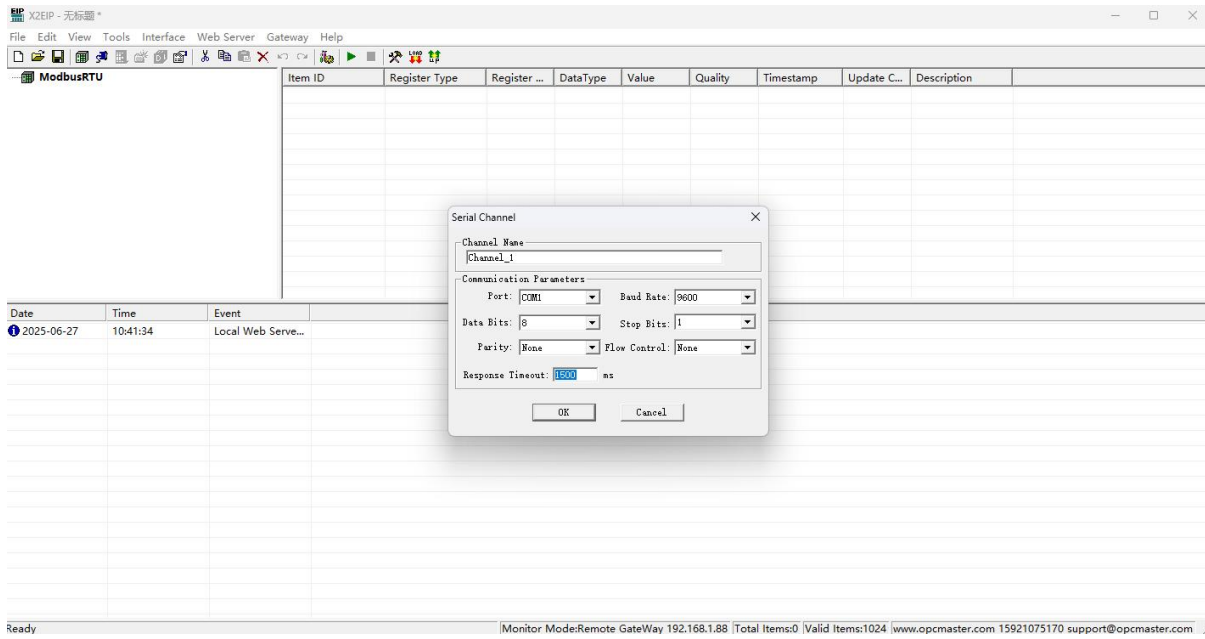 EIP X2EIP - 无标题 *
File Edit View Tools Interface Web Server Gateway Help
ModbusRTU
Item ID Register Type Register ... DataType Value Quality Timestamp Update C... Description
Serial Channel
Channel Name
Channel_1
Communication Parameters
Port: COM1 Baud Rate: 9600
Data Bits: 8 Stop Bits: 1
Parity: None Flow Control: None
Response Timeout: 1500 ms
OK Cancel
Date Time Event
2025-06-27 10:41:34 Local Web Serve...
Ready Monitor Mode:Remote GateWay 192.168.1.88 Total Items:0 Valid Items:1024 www.opcmaster.com 15921075170 support@opcmaster.com